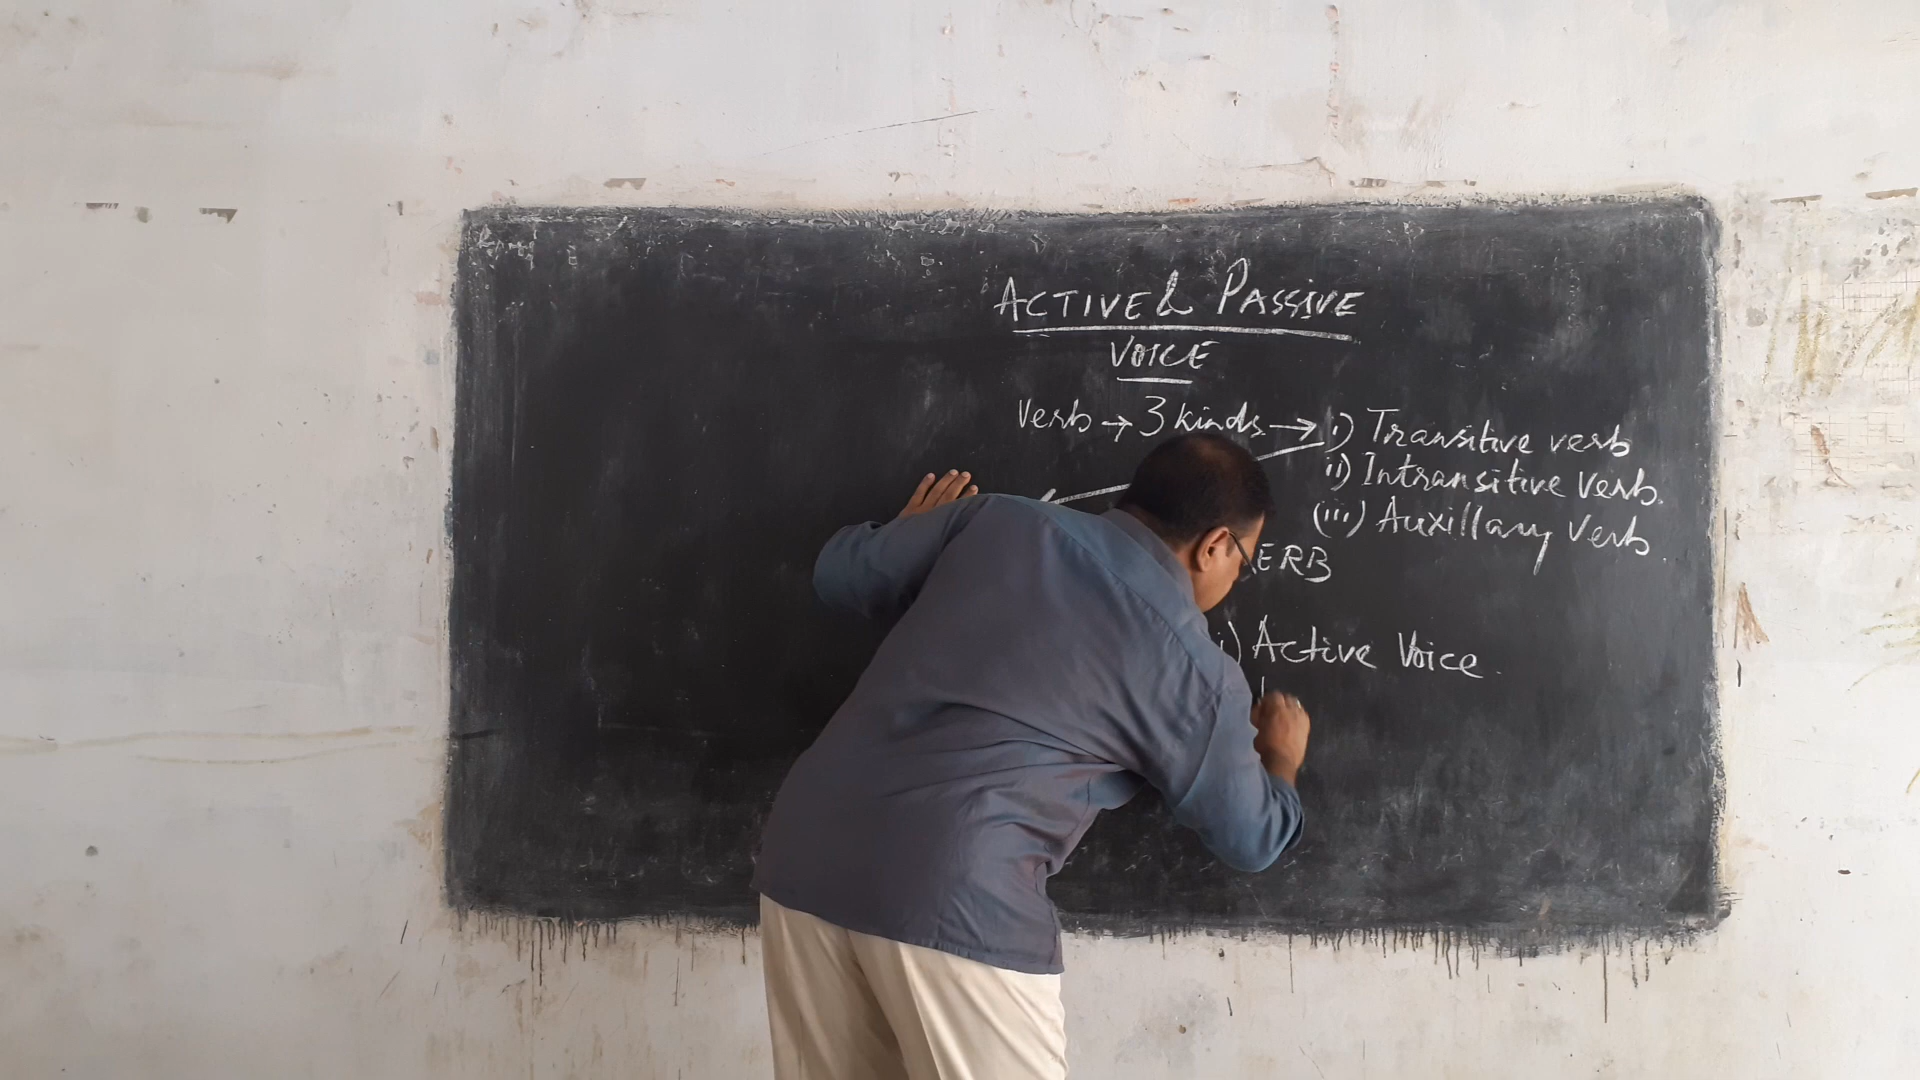 ACTIVE & PASSIVE
VOICE
Verb → 3 kinds → i) Transitive verb
ii) Intransitive Verb.
(iii) Auxillary Verb.
ERB
i) Active Voice.